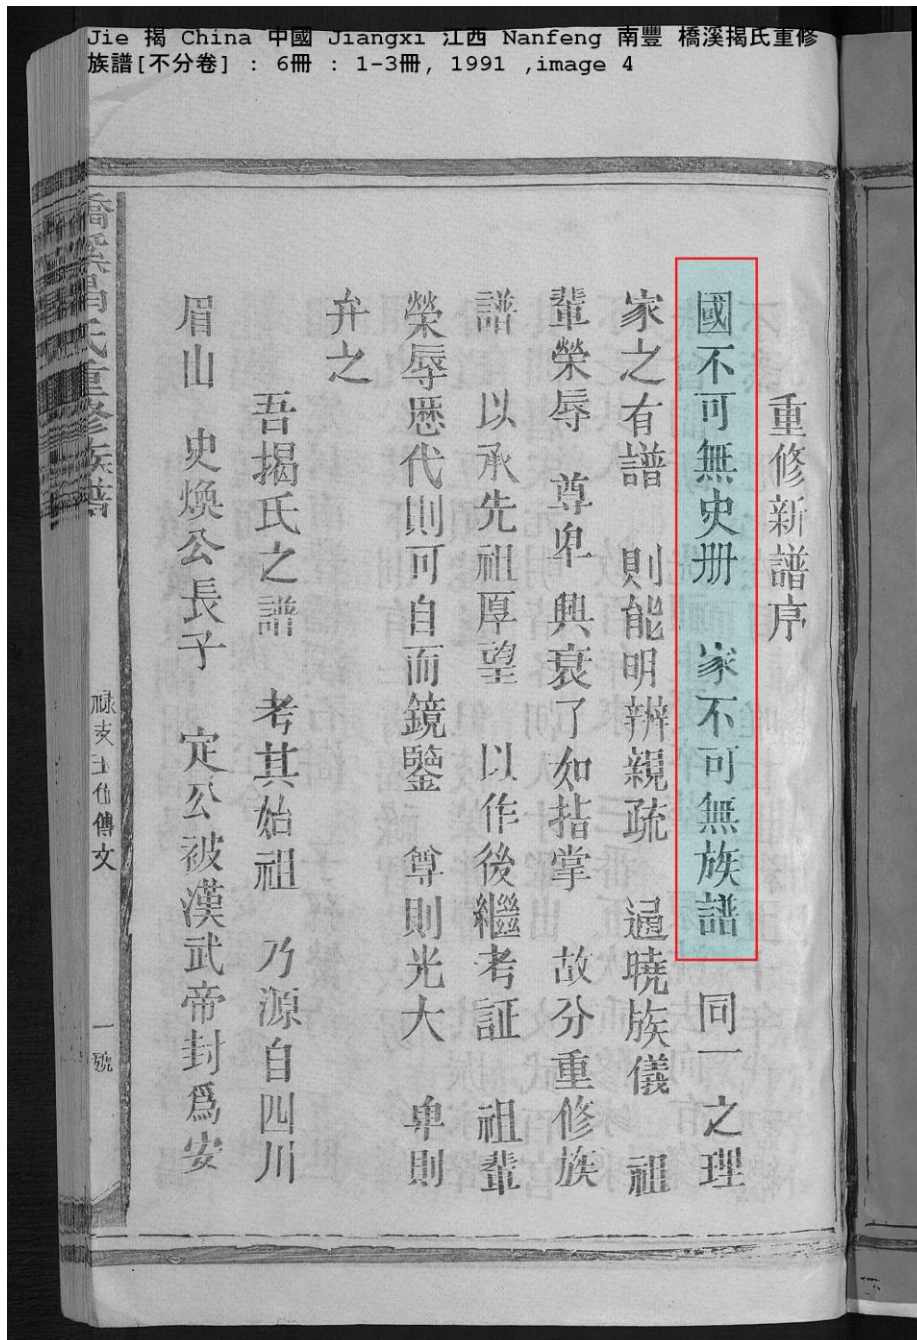 Jie 揭 China 中國 Jiangxi 江西 Nanfeng 南豐 橋溪揭氏重修
族譜[不分卷] : 6冊 : 1-3冊, 1991 ,image 4
重修新譜序
國不可無史册 家不可無族譜 同一之理
家之有譜 則能明辨親疏 通曉族儀 祖
輩榮辱 尊卑興衰了如指掌 故分重修族
譜 以承先祖厚望 以作後繼考証 祖輩
榮辱歷代則可自而鏡鑒 尊則光大 卑則
弁之
吾揭氏之譜 考其始祖 乃源自四川
眉山 史煥公長子 定公被漢武帝封爲安
橋溪揭氏重修族譜
文 一號